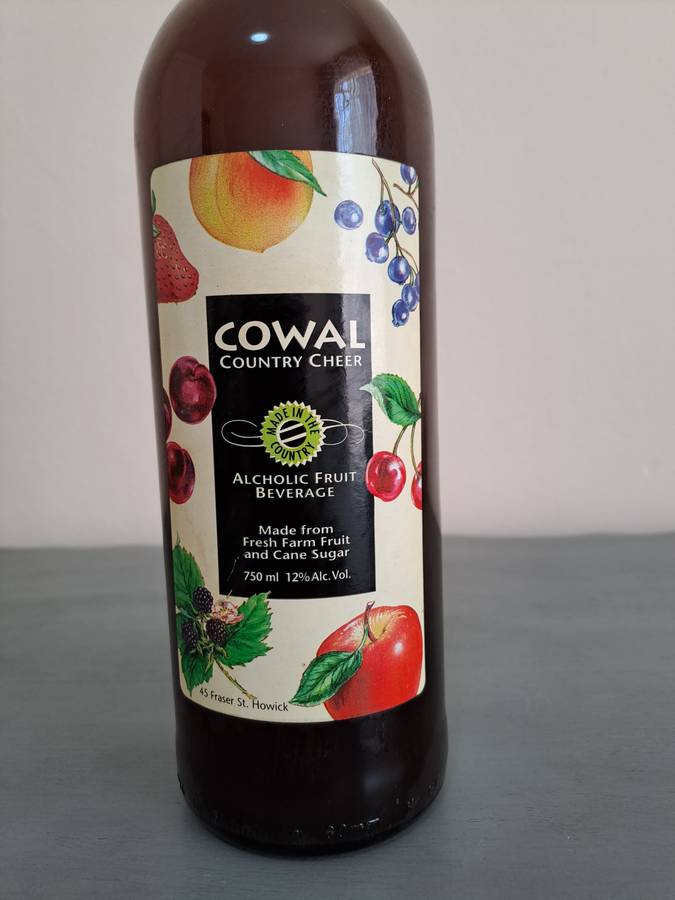 COWAL
COUNTRY CHEER
MADE IN THE
COUNTRY
ALCHOLIC FRUIT
BEVERAGE
Made from
Fresh Farm Fruit
and Cane Sugar
750 ml 12% Alc. Vol.
45 Fraser St. Howick